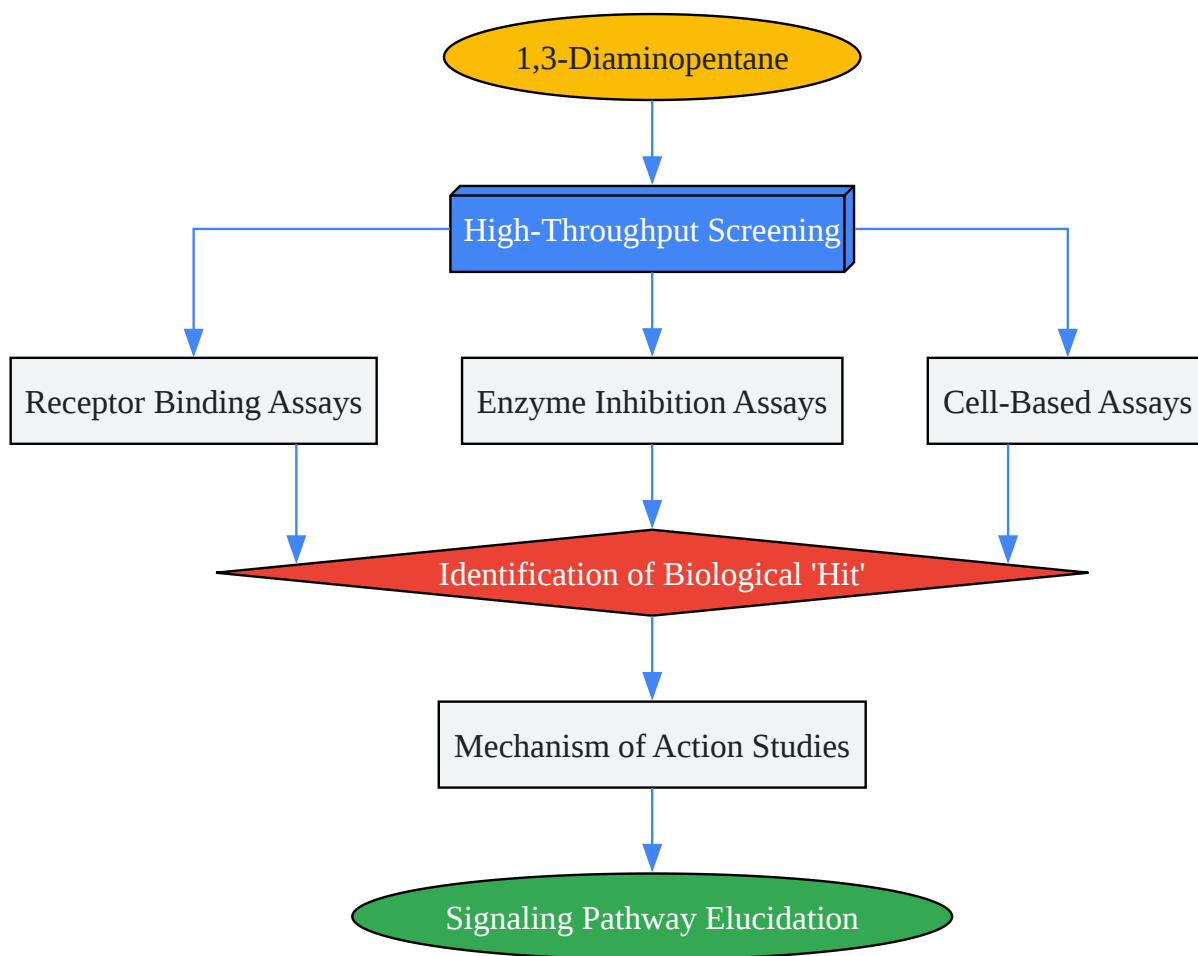 1,3-Diaminopentane
High-Throughput Screening
Receptor Binding Assays
Enzyme Inhibition Assays
Cell-Based Assays
Identification of Biological 'Hit'
Mechanism of Action Studies
Signaling Pathway Elucidation